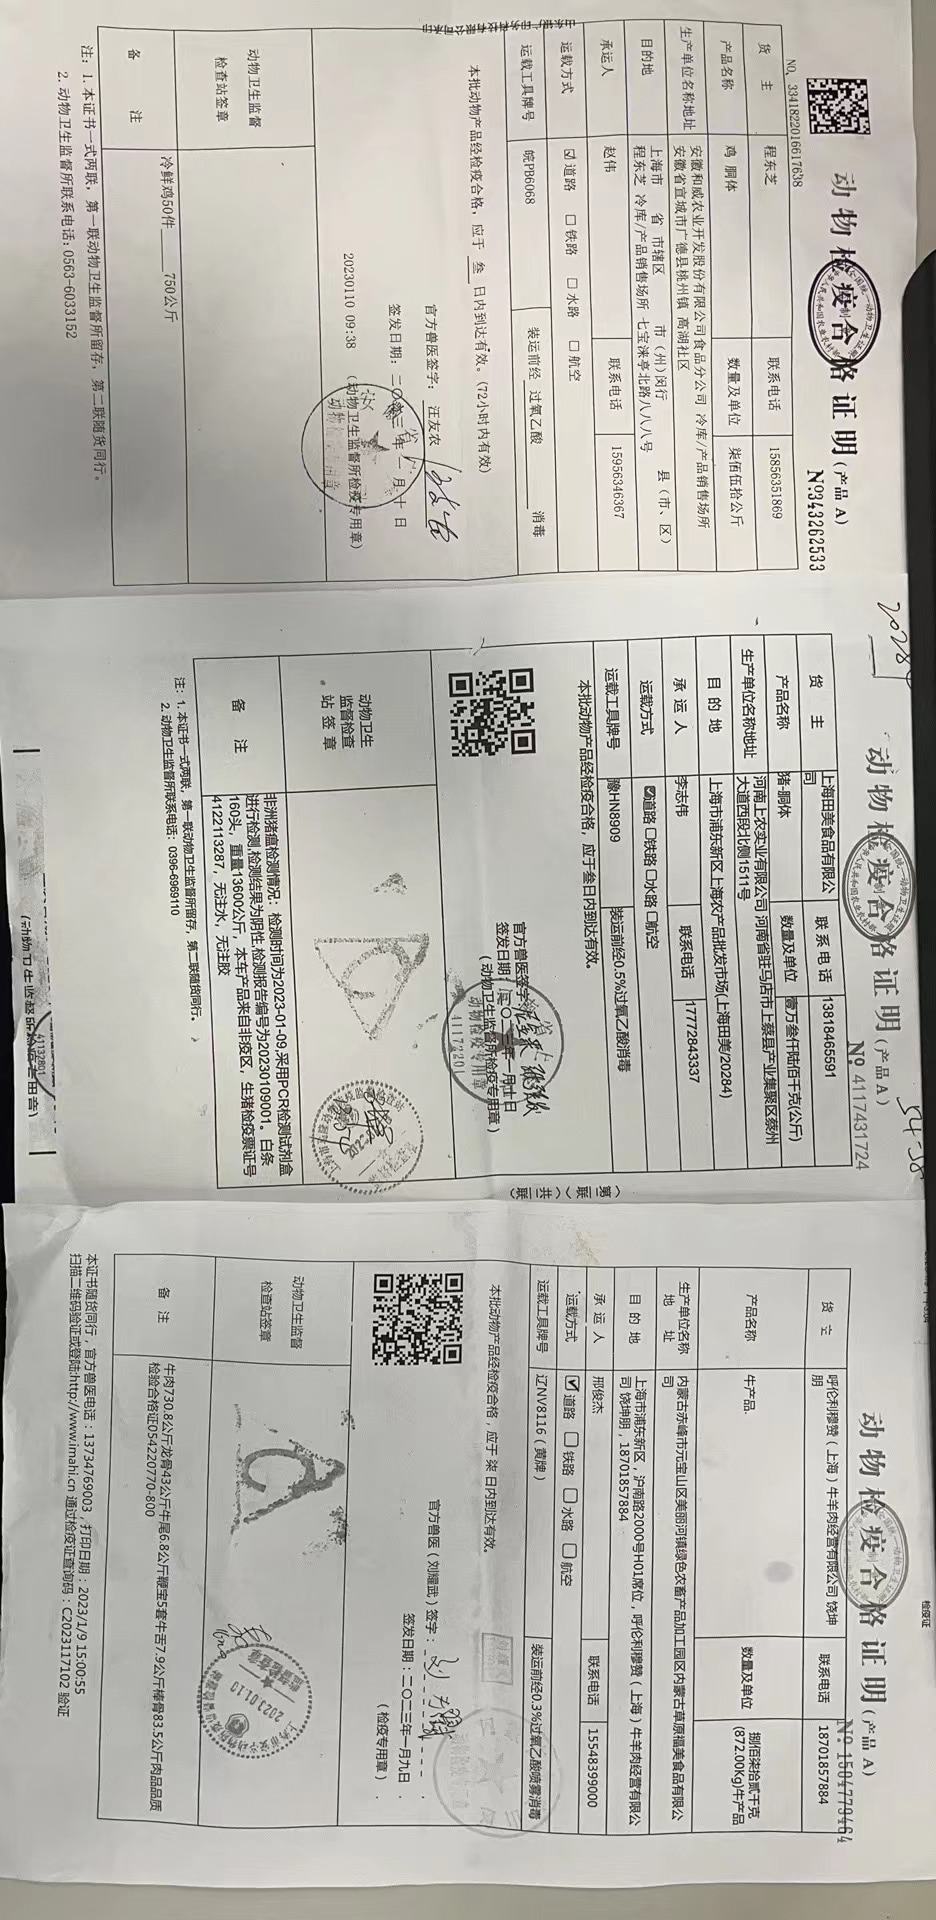 动物检疫合格证明(产品 A)
NO. 3341822016617638
№3432625​33
货 主 程东芝 联系电话 15856351869
产品名称 鸡 胴体 数量及单位 柒佰伍拾公斤
生产单位名称地址 安徽和威农业开发股份有限公司食品分公司 冷库/产品销售场所
安徽省宣城市广德县桃州镇 高湖社区
目的地 上海市 省 市辖区 市(州)闵行 县(市、区)
程东芝 冷库/产品销售场所 七宝涞亭北路八八八号
承运人 赵伟 联系电话 15956346367
运载方式 ☑道路 □铁路 □水路 □航空
运载工具牌号 皖PB6068 装运前经 过氧乙酸 消毒
本批动物产品经检疫合格,应于 叁 日内到达有效。(72小时内有效)
官方兽医签字: 汪友农
签发日期:二〇二三年一月十日
20230110 09:38 (动物卫生监督所检疫专用章)
动物卫生监督
检查站签章
备 注 冷鲜鸡50件 750公斤
注:1. 本证书一式两联,第一联动物卫生监督所留存,第二联随货同行。
2. 动物卫生监督所联系电话:0563-6033152
动物检疫合格证明(产品 A)
54-38
№ 4117431724
货 主 上海田美食品有限公司 联系电话 13818465591
产品名称 猪-胴体 数量及单位 壹万叁仟陆佰千克(公斤)
生产单位名称地址 河南上农实业有限公司 河南省驻马店市上蔡县产业集聚区蔡州
大道西段北侧1511号
目的地 上海市浦东新区上海农产品批发市场(上海田美/20284)
承运人 李志伟 联系电话 17772843337
运载方式 ☑道路 □铁路 □水路 □航空
运载工具牌号 豫HN8909 装运前经0.5%过氧乙酸消毒
本批动物产品经检疫合格,应于叁日内到达有效。
官方兽医签字
签发日期:二〇二三年一月十日
(动物卫生监督所检疫专用章)
4117220
动物卫生
监督检查
站签章
备 注 非洲猪瘟检测情况:检测时间为2023-01-09,采用PCR检测试剂盒
进行检测,检测结果为阴性,检测报告编号为20230109001。白条
160头,重量13600公斤,本车产品来自非疫区,生猪检疫票证号
4122113287,无注水,无注胶
注:1. 本证书一式两联,第一联动物卫生监督所留存,第二联随货同行。
2. 动物卫生监督所联系电话:0396-6969110
检疫证
动物检疫合格证明(产品 A)
№ 1504779464
货 主 呼伦利穆赞(上海)牛羊肉经营有限公司 饶坤
朋 联系电话 18701857884
产品名称 牛产品 数量及单位 捌佰柒拾贰千克
(872.00Kg)牛产品
生产单位名称地址 内蒙古赤峰市元宝山区美丽河镇绿色农畜产品加工园区内蒙古草原福美食品有限公司
目的地 上海市浦东新区,沪南路2000号H01席位,呼伦利穆赞(上海)牛羊肉经营有限公
司 饶坤朋,18701857884
承运人 邢俊杰 联系电话 15548399000
运载方式 ☑道路 □铁路 □水路 □航空
运载工具牌号 辽NV8116(黄牌) 装运前经0.3%过氧乙酸喷雾消毒
本批动物产品经检疫合格,应于 柒 日内到达有效。
官方兽医(刘耀武)签字:
签发日期:二〇二三年一月九日
(检疫专用章)
动物卫生监督
检查站签章
2023.01.10
备 注 牛肉730.8公斤龙骨43公斤牛尾6.8公斤鞭宝5套牛舌7.9公斤棒骨83.5公斤肉品品质
检验合格证054220770-800
本证书随货同行,官方兽医电话:13734769003,打印日期:2023/1/9 15:00:55
扫描二维码验证或登陆:http://www.imahi.cn 通过检疫证查询码:C2023117102 验证